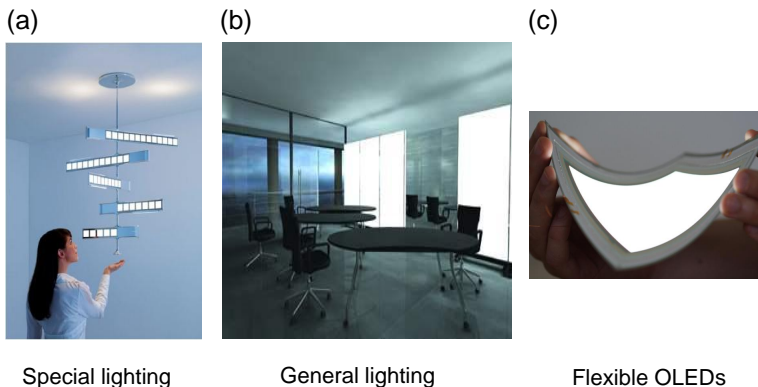 (a)
(b)
(c)
Special lighting
General lighting
Flexible OLEDs